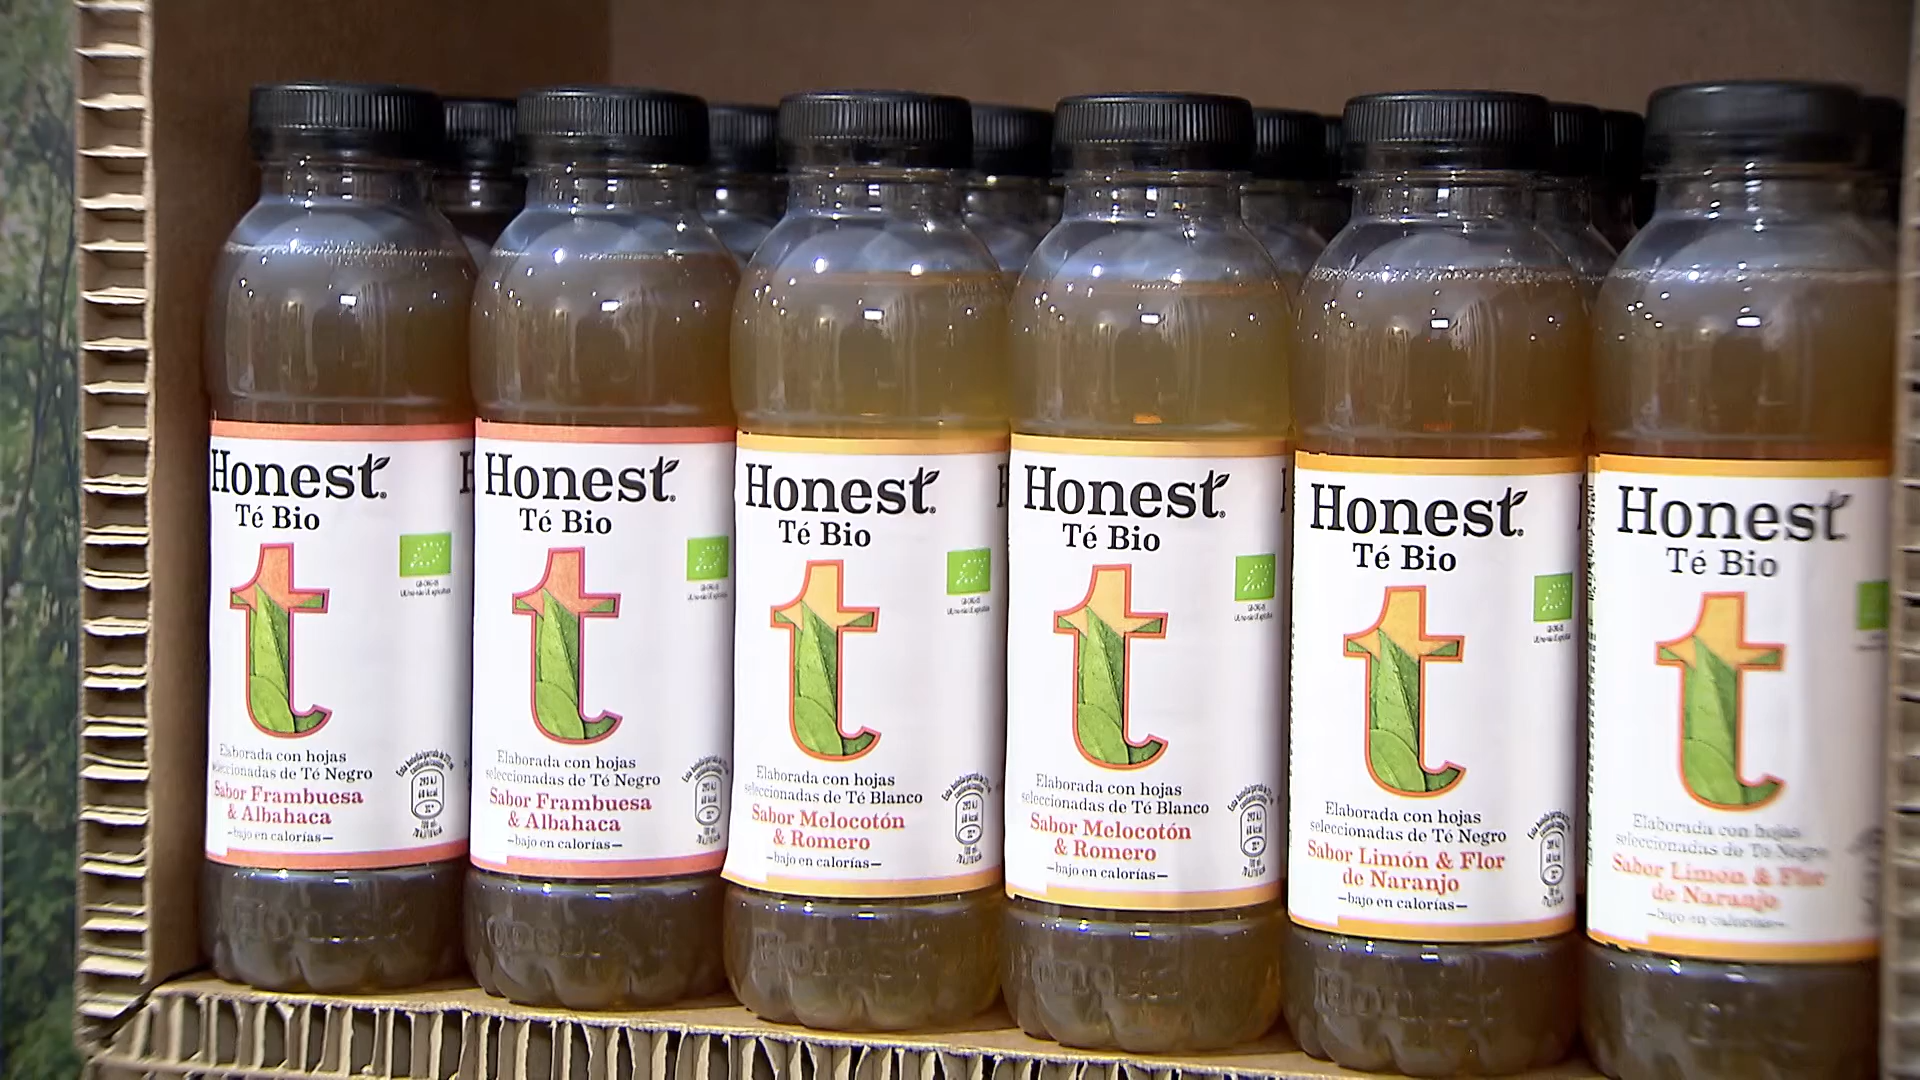 Honest
Té Bio
t
Elaborada con hojas
seleccionadas de Té Negro
Sabor Frambuesa
& Albahaca
—bajo en calorías—
Honest
Té Bio
t
Elaborada con hojas
seleccionadas de Té Negro
Sabor Frambuesa
& Albahaca
—bajo en calorías—
Honest
Té Bio
t
Elaborada con hojas
seleccionadas de Té Blanco
Sabor Melocotón
& Romero
—bajo en calorías—
Honest
Té Bio
t
Elaborada con hojas
seleccionadas de Té Blanco
Sabor Melocotón
& Romero
—bajo en calorías—
Honest
Té Bio
t
Elaborada con hojas
seleccionadas de Té Negro
Sabor Limón & Flor
de Naranjo
—bajo en calorías—
Honest
Té Bio
t
Elaborada con hojas
seleccionadas de Té Negro
Sabor Limón & Flor
de Naranjo
—bajo en calorías—